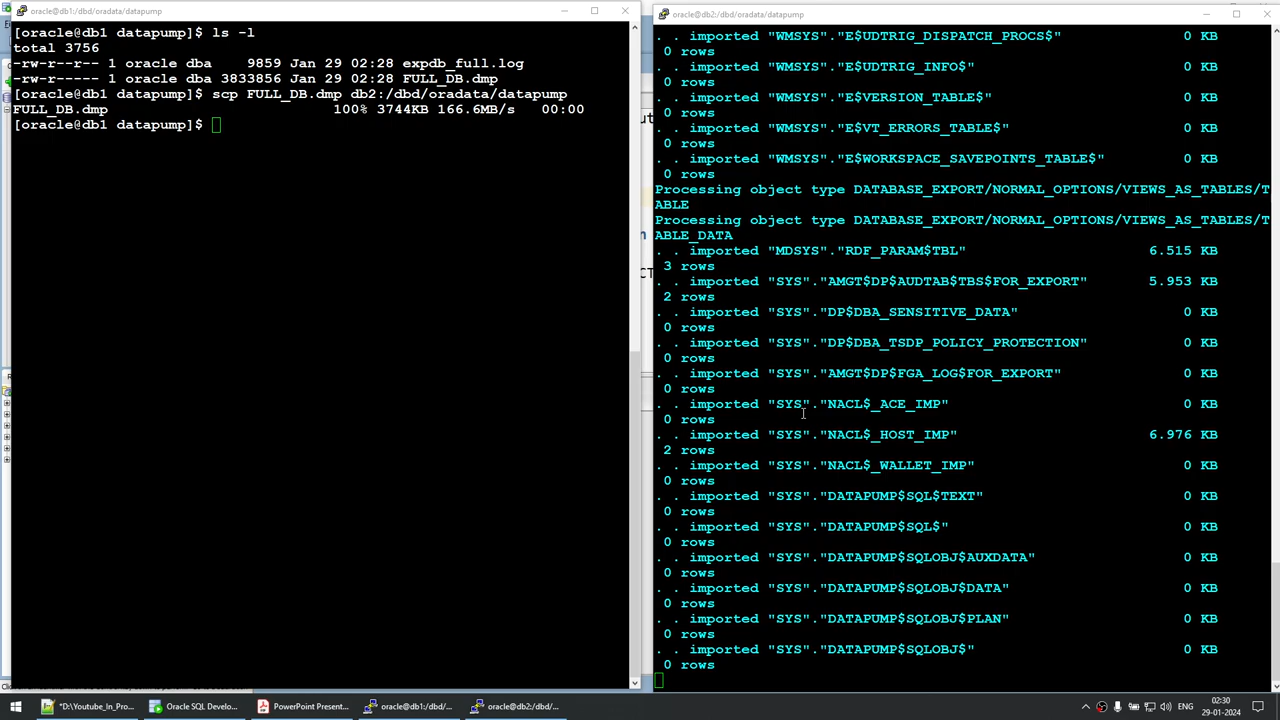 oracle@db1:/dbd/oradata/datapump
[oracle@db1 datapump]$ ls -l
total 3756
-rw-r--r-- 1 oracle dba    9859 Jan 29 02:28 expdb_full.log
-rw-r----- 1 oracle dba 3833856 Jan 29 02:28 FULL_DB.dmp
[oracle@db1 datapump]$ scp FULL_DB.dmp db2:/dbd/oradata/datapump
FULL_DB.dmp 100% 3744KB 166.6MB/s 00:00
[oracle@db1 datapump]$
oracle@db2:/dbd/oradata/datapump
. . imported "WMSYS"."E$UDTRIG_DISPATCH_PROCS$" 0 KB
0 rows
. . imported "WMSYS"."E$UDTRIG_INFO$" 0 KB
0 rows
. . imported "WMSYS"."E$VERSION_TABLE$" 0 KB
0 rows
. . imported "WMSYS"."E$VT_ERRORS_TABLE$" 0 KB
0 rows
. . imported "WMSYS"."E$WORKSPACE_SAVEPOINTS_TABLE$" 0 KB
0 rows
Processing object type DATABASE_EXPORT/NORMAL_OPTIONS/VIEWS_AS_TABLES/T
ABLE
Processing object type DATABASE_EXPORT/NORMAL_OPTIONS/VIEWS_AS_TABLES/T
ABLE_DATA
. . imported "MDSYS"."RDF_PARAM$TBL" 6.515 KB
3 rows
. . imported "SYS"."AMGT$DP$AUDTAB$TBS$FOR_EXPORT" 5.953 KB
2 rows
. . imported "SYS"."DP$DBA_SENSITIVE_DATA" 0 KB
0 rows
. . imported "SYS"."DP$DBA_TSDP_POLICY_PROTECTION" 0 KB
0 rows
. . imported "SYS"."AMGT$DP$FGA_LOG$FOR_EXPORT" 0 KB
0 rows
. . imported "SYS"."NACL$_ACE_IMP" 0 KB
0 rows
. . imported "SYS"."NACL$_HOST_IMP" 6.976 KB
2 rows
. . imported "SYS"."NACL$_WALLET_IMP" 0 KB
0 rows
. . imported "SYS"."DATAPUMP$SQL$TEXT" 0 KB
0 rows
. . imported "SYS"."DATAPUMP$SQL$" 0 KB
0 rows
. . imported "SYS"."DATAPUMP$SQLOBJ$AUXDATA" 0 KB
0 rows
. . imported "SYS"."DATAPUMP$SQLOBJ$DATA" 0 KB
0 rows
. . imported "SYS"."DATAPUMP$SQLOBJ$PLAN" 0 KB
0 rows
. . imported "SYS"."DATAPUMP$SQLOBJ$" 0 KB
0 rows
*D:\Youtube_In_Pro... Oracle SQL Develo... PowerPoint Present... oracle@db1:/dbd/... oracle@db2:/dbd/... 02:30
29-01-2024